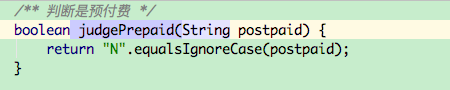 /** 判断是预付费 */
boolean judgePrepaid(String postpaid) {
    return "N".equalsIgnoreCase(postpaid);
}